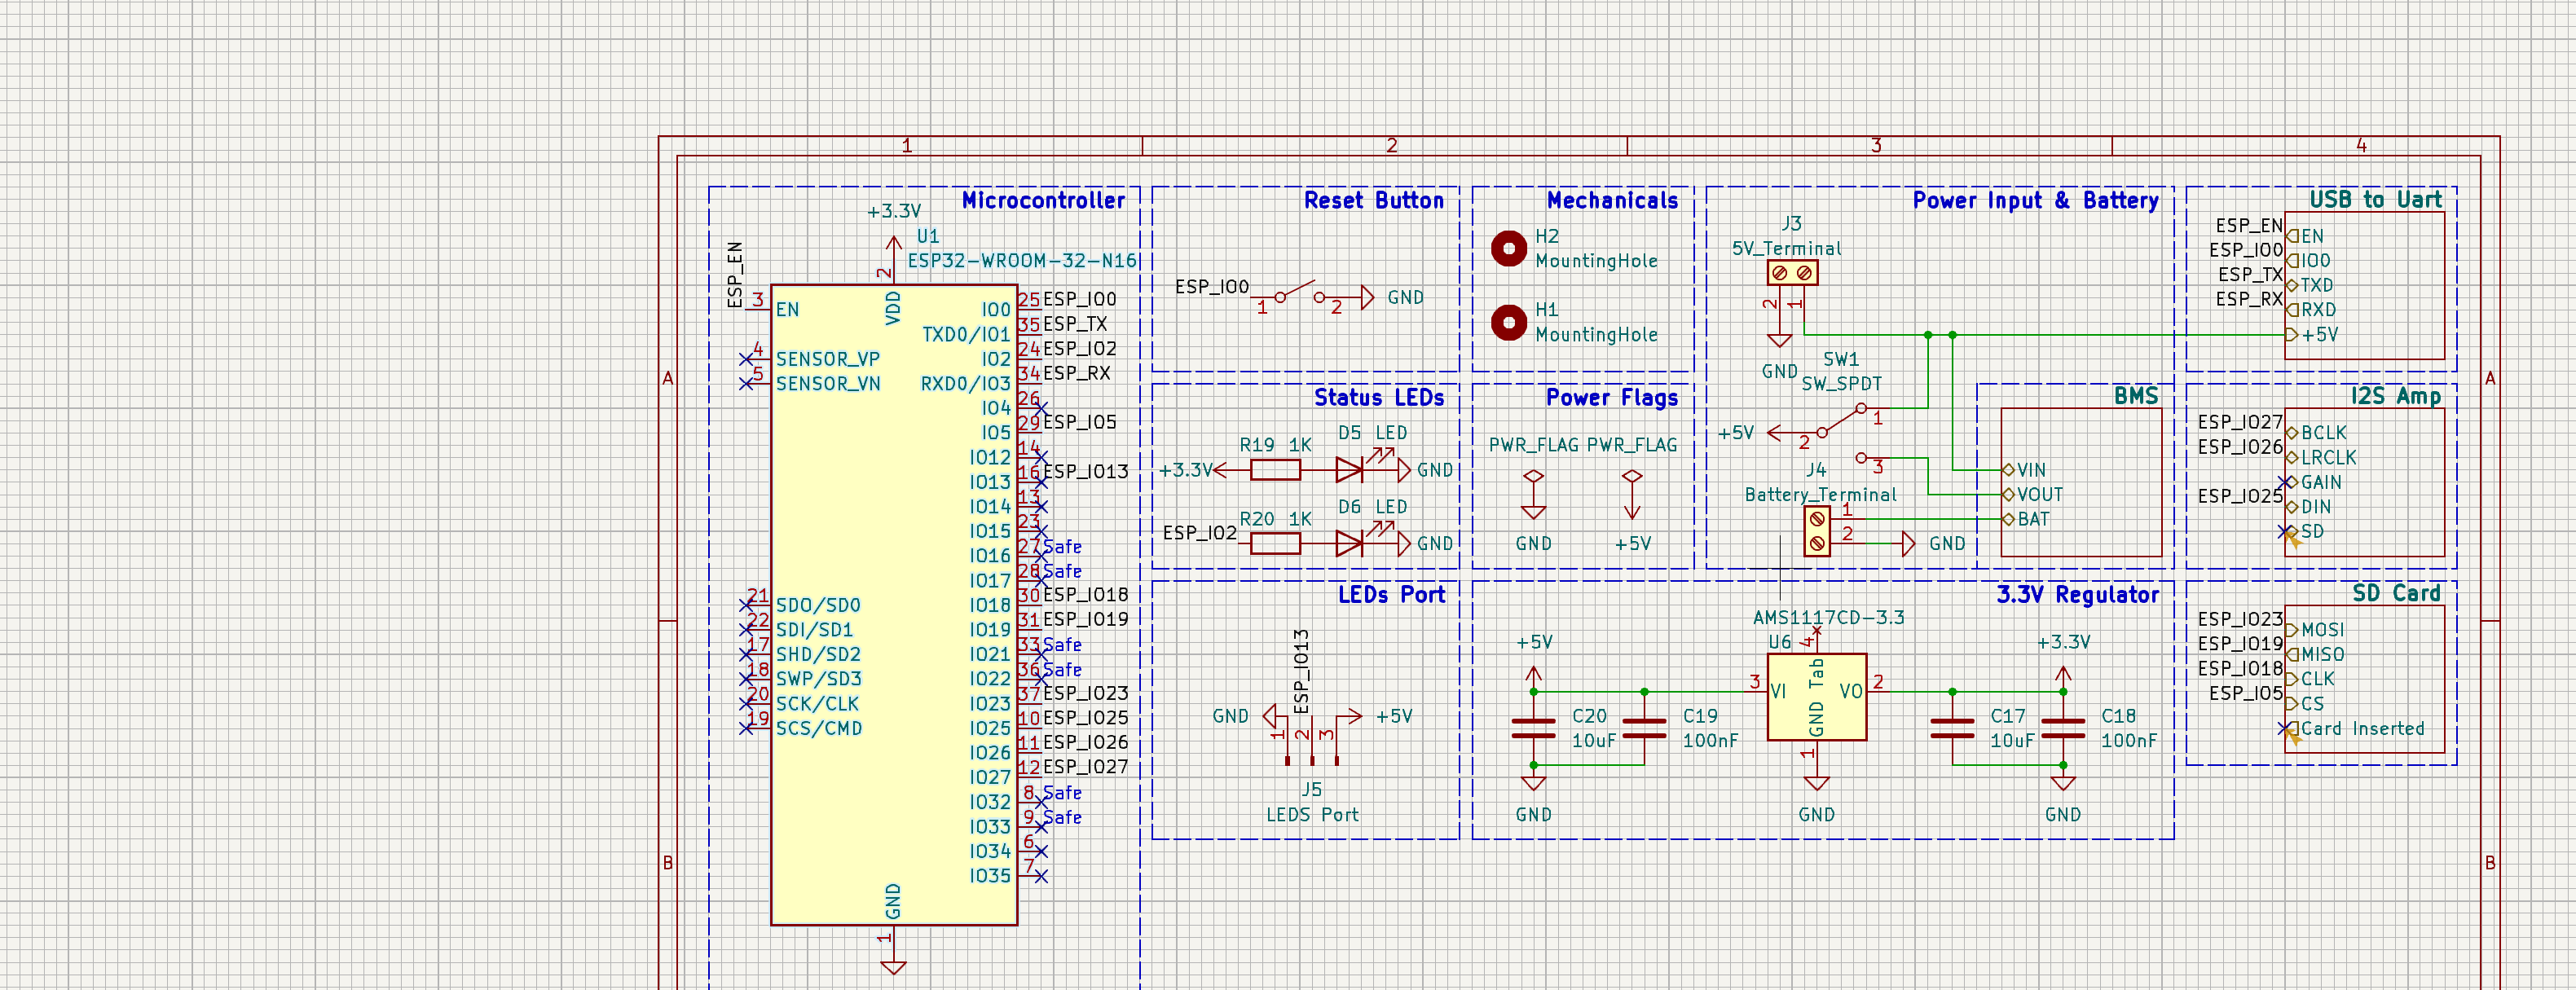 1
2
3
4
A
B
A
B
Microcontroller
+3.3V
U1
ESP32-WROOM-32-N16
2
VDD
ESP_EN
3
EN
4
SENSOR_VP
5
SENSOR_VN
21
SDO/SD0
22
SDI/SD1
17
SHD/SD2
18
SWP/SD3
20
SCK/CLK
19
SCS/CMD
IO0
25
ESP_IO0
TXD0/IO1
35
ESP_TX
IO2
24
ESP_IO2
RXD0/IO3
34
ESP_RX
IO4
26
IO5
29
ESP_IO5
IO12
14
IO13
16
ESP_IO13
IO14
13
IO15
23
IO16
27
Safe
IO17
28
Safe
IO18
30
ESP_IO18
IO19
31
ESP_IO19
IO21
33
Safe
IO22
36
Safe
IO23
37
ESP_IO23
IO25
10
ESP_IO25
IO26
11
ESP_IO26
IO27
12
ESP_IO27
IO32
8
Safe
IO33
9
Safe
IO34
6
IO35
7
GND
1
Reset Button
ESP_IO0
1
2
GND
Status LEDs
R19 1K
D5 LED
+3.3V
GND
R20 1K
D6 LED
ESP_IO2
GND
LEDs Port
ESP_IO13
GND
+5V
1
2
3
J5
LEDS Port
Mechanicals
H2
MountingHole
H1
MountingHole
Power Flags
PWR_FLAG
PWR_FLAG
GND
+5V
Power Input & Battery
J3
5V_Terminal
2
1
GND
SW1
SW_SPDT
1
+5V
2
3
J4
Battery_Terminal
1
2
GND
BMS
VIN
VOUT
BAT
3.3V Regulator
AMS1117CD-3.3
U6
4
+5V
+3.3V
3
VI
Tab
VO
2
GND
1
C20
10uF
C19
100nF
C17
10uF
C18
100nF
GND
GND
GND
USB to Uart
ESP_EN
EN
ESP_IO0
IO0
ESP_TX
TXD
ESP_RX
RXD
+5V
I2S Amp
ESP_IO27
BCLK
ESP_IO26
LRCLK
GAIN
ESP_IO25
DIN
SD
SD Card
ESP_IO23
MOSI
ESP_IO19
MISO
ESP_IO18
CLK
ESP_IO5
CS
Card Inserted